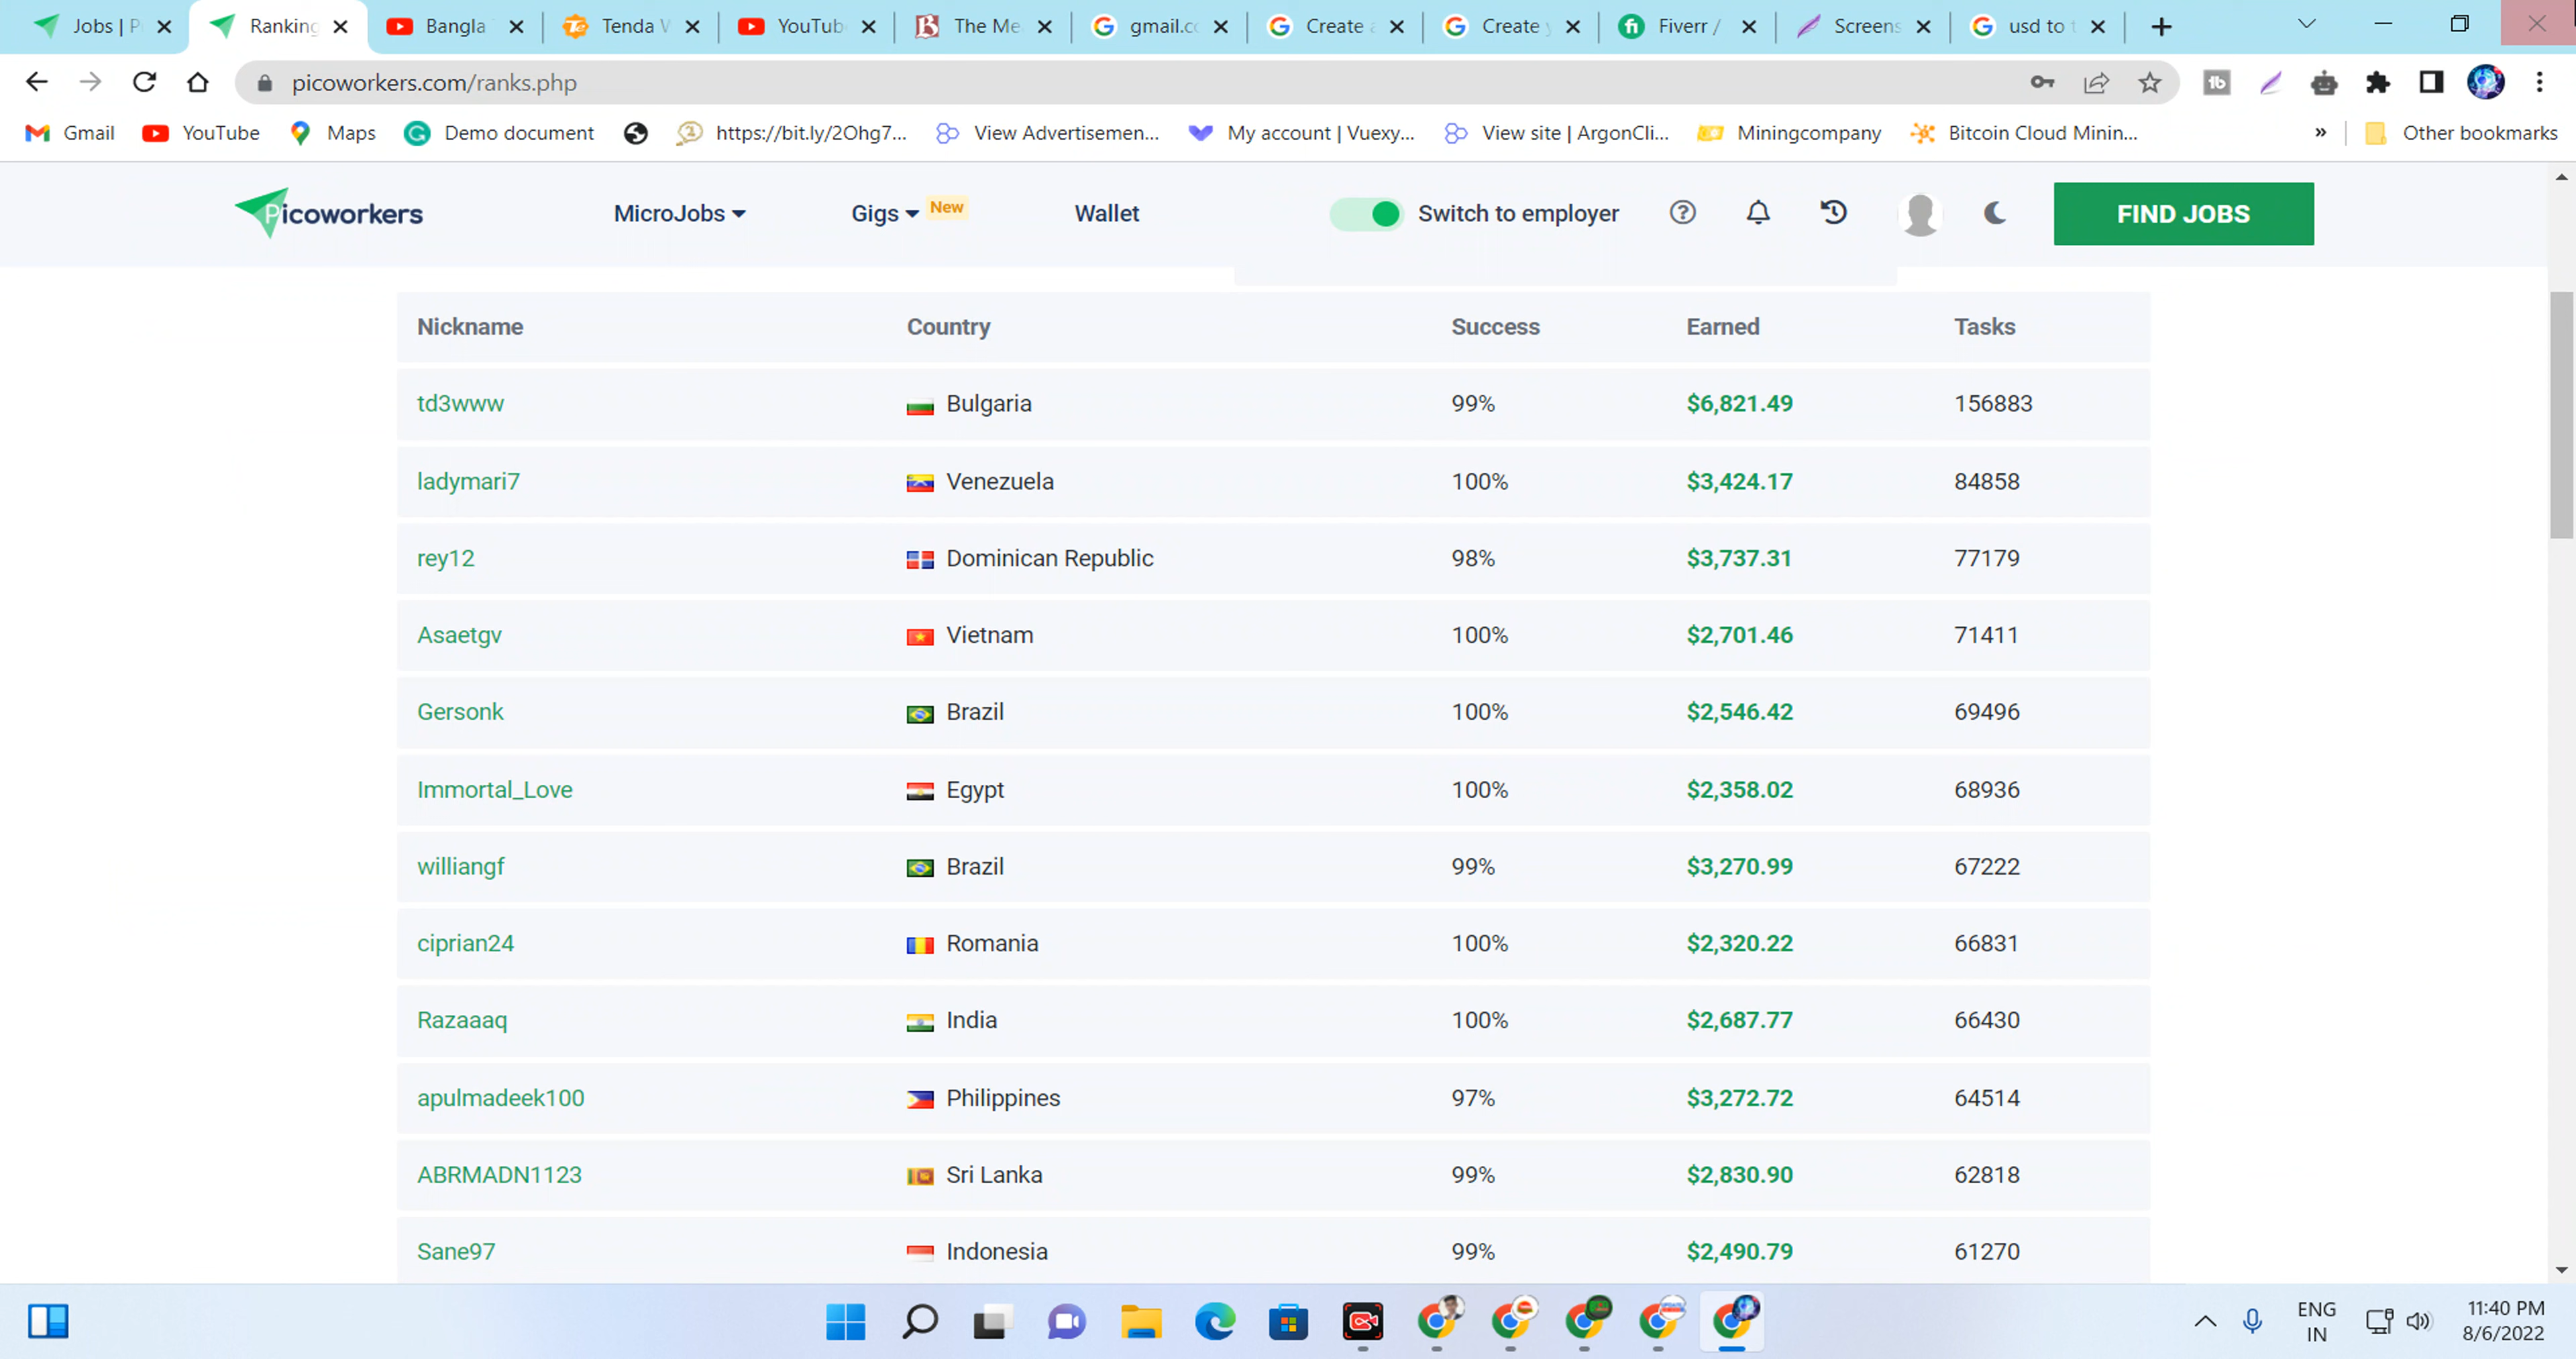 Jobs | P Ranking Bangla Tenda W YouTub The Me gmail.co Create a Create y Fiverr / Screens usd to t
picoworkers.com/ranks.php
Gmail YouTube Maps Demo document https://bit.ly/2Ohg7... View Advertisemen... My account | Vuexy... View site | ArgonCli... Miningcompany Bitcoin Cloud Minin... » Other bookmarks
Picoworkers MicroJobs Gigs New Wallet Switch to employer FIND JOBS
Nickname Country Success Earned Tasks
td3www Bulgaria 99% $6,821.49 156883
ladymari7 Venezuela 100% $3,424.17 84858
rey12 Dominican Republic 98% $3,737.31 77179
Asaetgv Vietnam 100% $2,701.46 71411
Gersonk Brazil 100% $2,546.42 69496
Immortal_Love Egypt 100% $2,358.02 68936
williangf Brazil 99% $3,270.99 67222
ciprian24 Romania 100% $2,320.22 66831
Razaaaq India 100% $2,687.77 66430
apulmadeek100 Philippines 97% $3,272.72 64514
ABRMADN1123 Sri Lanka 99% $2,830.90 62818
Sane97 Indonesia 99% $2,490.79 61270
ENG 11:40 PM
IN 8/6/2022